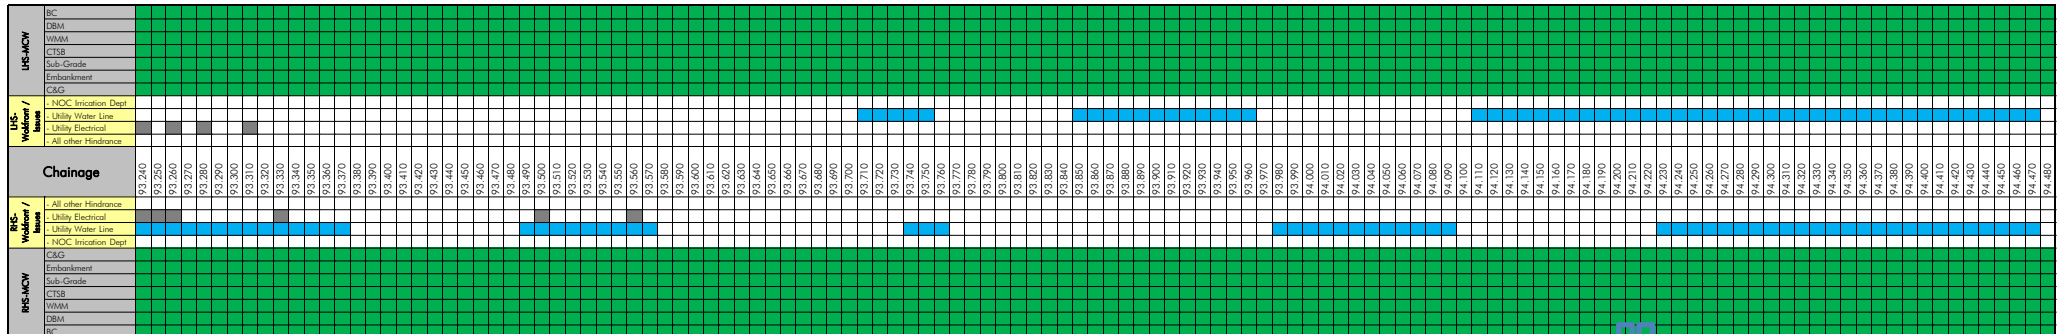 LHS-MCW
BC
DBM
WMM
CTSB
Sub-Grade
Embankment
C&G
LHS-
Wokfront /
Issues
- NOC Irrication Dept
- Utility Water Line
- Utility Electrical
- All other Hindrance
Chainage
93.240 93.250 93.260 93.270 93.280 93.290 93.300 93.310 93.320 93.330 93.340 93.350 93.360 93.370 93.380 93.390 93.400 93.410 93.420 93.430 93.440 93.450 93.460 93.470 93.480 93.490 93.500 93.510 93.520 93.530 93.540 93.550 93.560 93.570 93.580 93.590 93.600 93.610 93.620 93.630 93.640 93.650 93.660 93.670 93.680 93.690 93.700 93.710 93.720 93.730 93.740 93.750 93.760 93.770 93.780 93.790 93.800 93.810 93.820 93.830 93.840 93.850 93.860 93.870 93.880 93.890 93.900 93.910 93.920 93.930 93.940 93.950 93.960 93.970 93.980 93.990 94.000 94.010 94.020 94.030 94.040 94.050 94.060 94.070 94.080 94.090 94.100 94.110 94.120 94.130 94.140 94.150 94.160 94.170 94.180 94.190 94.200 94.210 94.220 94.230 94.240 94.250 94.260 94.270 94.280 94.290 94.300 94.310 94.320 94.330 94.340 94.350 94.360 94.370 94.380 94.390 94.400 94.410 94.420 94.430 94.440 94.450 94.460 94.470 94.480
RHS-
Wokfront /
Issues
- All other Hindrance
- Utility Electrical
- Utility Water Line
- NOC Irrication Dept
RHS-MCW
C&G
Embankment
Sub-Grade
CTSB
WMM
DBM
BC